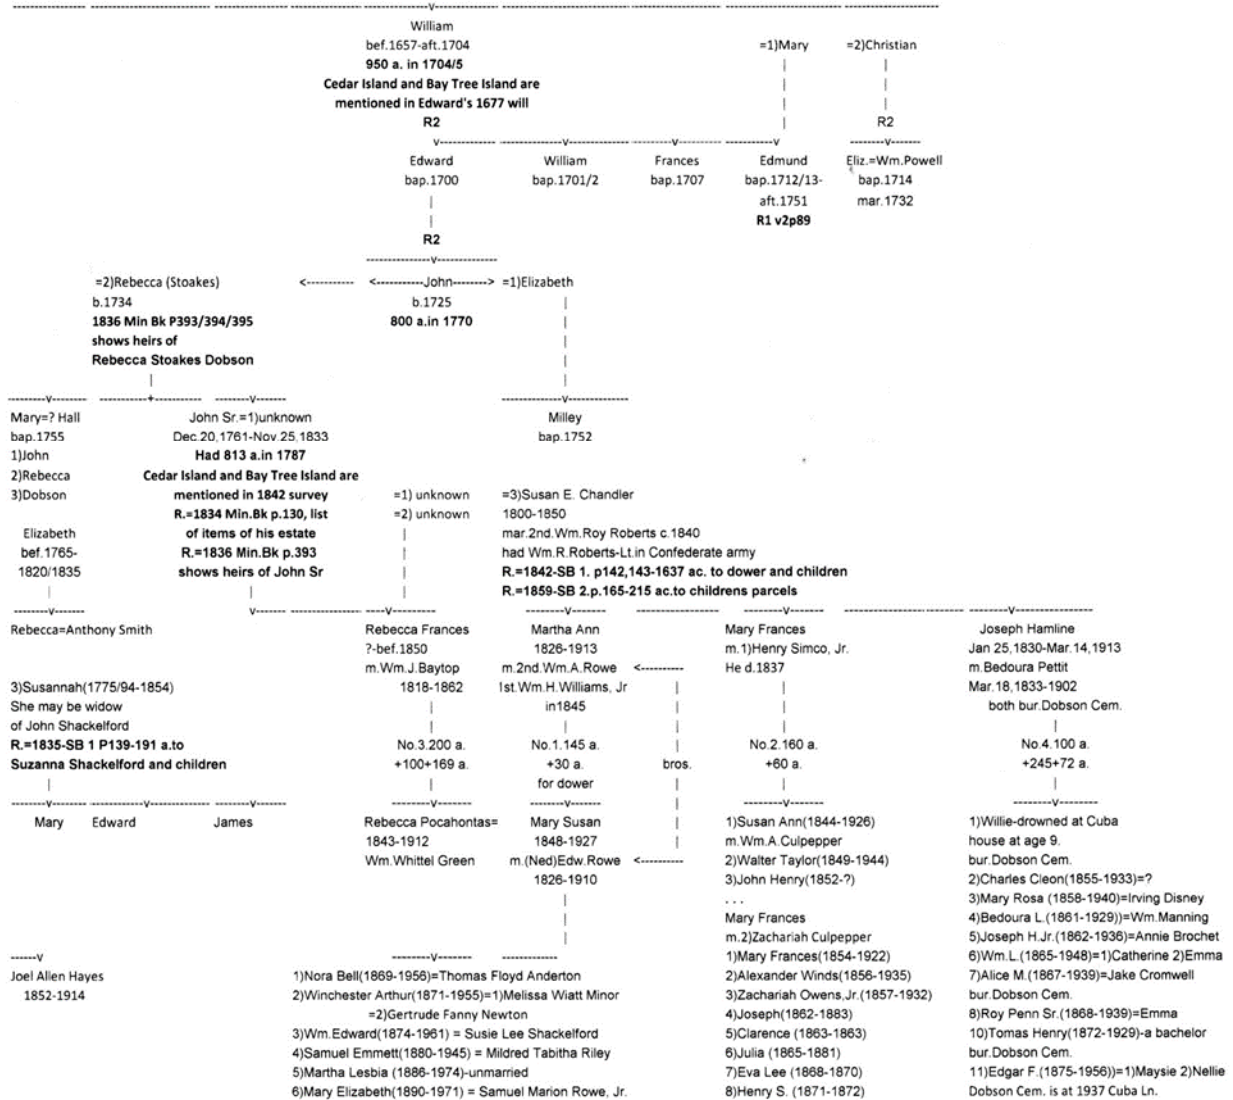 William
bef.1657-aft.1704 =1)Mary =2)Christian
950 a. in 1704/5
Cedar Island and Bay Tree Island are
mentioned in Edward's 1677 will
R2 R2
Edward William Frances Edmund Eliz.=Wm.Powell
bap.1700 bap.1701/2 bap.1707 bap.1712/13- bap.1714
aft.1751 mar.1732
R1 v2p89
R2
=2)Rebecca (Stoakes) <----------- <-----------John--------> =1)Elizabeth
b.1734 b.1725
1836 Min Bk P393/394/395 800 a.in 1770
shows heirs of
Rebecca Stoakes Dobson
Mary=? Hall John Sr.=1)unknown Milley
bap.1755 Dec.20,1761-Nov.25,1833 bap.1752
1)John Had 813 a.in 1787
2)Rebecca Cedar Island and Bay Tree Island are
3)Dobson mentioned in 1842 survey =1) unknown =3)Susan E. Chandler
R.=1834 Min.Bk p.130, list =2) unknown 1800-1850
Elizabeth of items of his estate mar.2nd.Wm.Roy Roberts c.1840
bef.1765- R.=1836 Min.Bk p.393 had Wm.R.Roberts-Lt.in Confederate army
1820/1835 shows heirs of John Sr R.=1842-SB 1. p142,143-1637 ac. to dower and children
R.=1859-SB 2.p.165-215 ac.to childrens parcels
Rebecca=Anthony Smith Rebecca Frances Martha Ann Mary Frances Joseph Hamline
?-bef.1850 1826-1913 m.1)Henry Simco, Jr. Jan 25,1830-Mar.14,1913
m.Wm.J.Baytop m.2nd.Wm.A.Rowe <---------- He d.1837 m.Bedoura Pettit
3)Susannah(1775/94-1854) 1818-1862 1st.Wm.H.Williams, Jr Mar.18,1833-1902
She may be widow in1845 both bur.Dobson Cem.
of John Shackelford
R.=1835-SB 1 P139-191 a.to No.3.200 a. No.1.145 a. No.2.160 a. No.4.100 a.
Suzanna Shackelford and children +100+169 a. +30 a. bros. +60 a. +245+72 a.
for dower
Mary Edward James Rebecca Pocahontas= Mary Susan 1)Susan Ann(1844-1926) 1)Willie-drowned at Cuba
1843-1912 1848-1927 m.Wm.A.Culpepper house at age 9.
Wm.Whittel Green m.(Ned)Edw.Rowe <---------- 2)Walter Taylor(1849-1944) bur.Dobson Cem.
1826-1910 3)John Henry(1852-?) 2)Charles Cleon(1855-1933)=?
. . . 3)Mary Rosa (1858-1940)=Irving Disney
Mary Frances 4)Bedoura L.(1861-1929))=Wm.Manning
m.2)Zachariah Culpepper 5)Joseph H.Jr.(1862-1936)=Annie Brochet
1)Mary Frances(1854-1922) 6)Wm.L.(1865-1948)=1)Catherine 2)Emma
Joel Allen Hayes 1)Nora Bell(1869-1956)=Thomas Floyd Anderton 2)Alexander Winds(1856-1935) 7)Alice M.(1867-1939)=Jake Cromwell
1852-1914 2)Winchester Arthur(1871-1955)=1)Melissa Wiatt Minor 3)Zachariah Owens,Jr.(1857-1932) bur.Dobson Cem.
=2)Gertrude Fanny Newton 4)Joseph(1862-1883) 8)Roy Penn Sr.(1868-1939)=Emma
3)Wm.Edward(1874-1961) = Susie Lee Shackelford 5)Clarence (1863-1863) 10)Tomas Henry(1872-1929)-a bachelor
4)Samuel Emmett(1880-1945) = Mildred Tabitha Riley 6)Julia (1865-1881) bur.Dobson Cem.
5)Martha Lesbia (1886-1974)-unmarried 7)Eva Lee (1868-1870) 11)Edgar F.(1875-1956))=1)Maysie 2)Nellie
6)Mary Elizabeth(1890-1971) = Samuel Marion Rowe, Jr. 8)Henry S. (1871-1872) Dobson Cem. is at 1937 Cuba Ln.